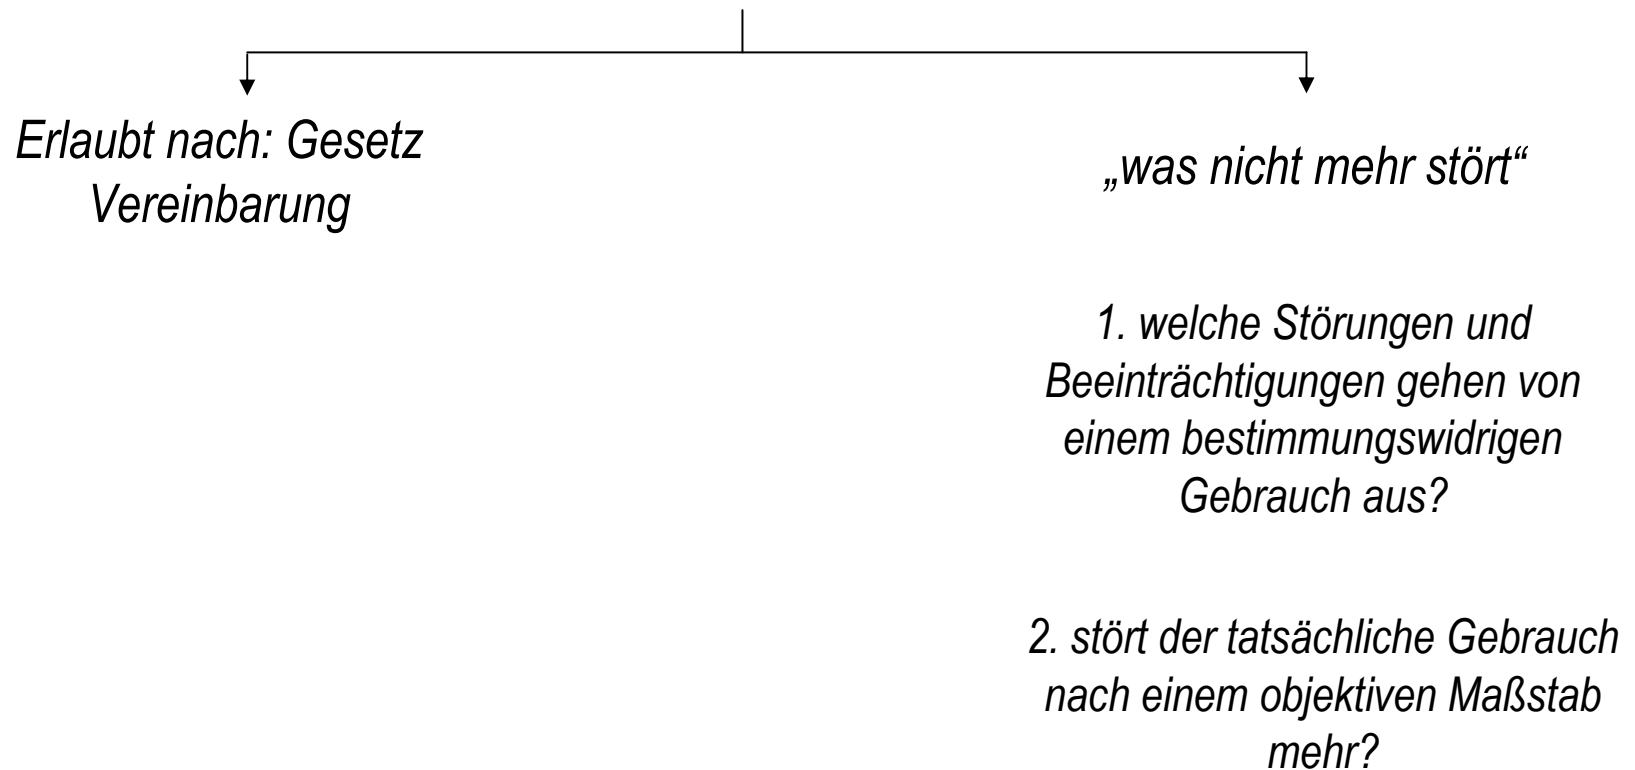 Erlaubt nach: Gesetz
Vereinbarung
„was nicht mehr stört“
1. welche Störungen und
Beeinträchtigungen gehen von
einem bestimmungswidrigen
Gebrauch aus?
2. stört der tatsächliche Gebrauch
nach einem objektiven Maßstab
mehr?